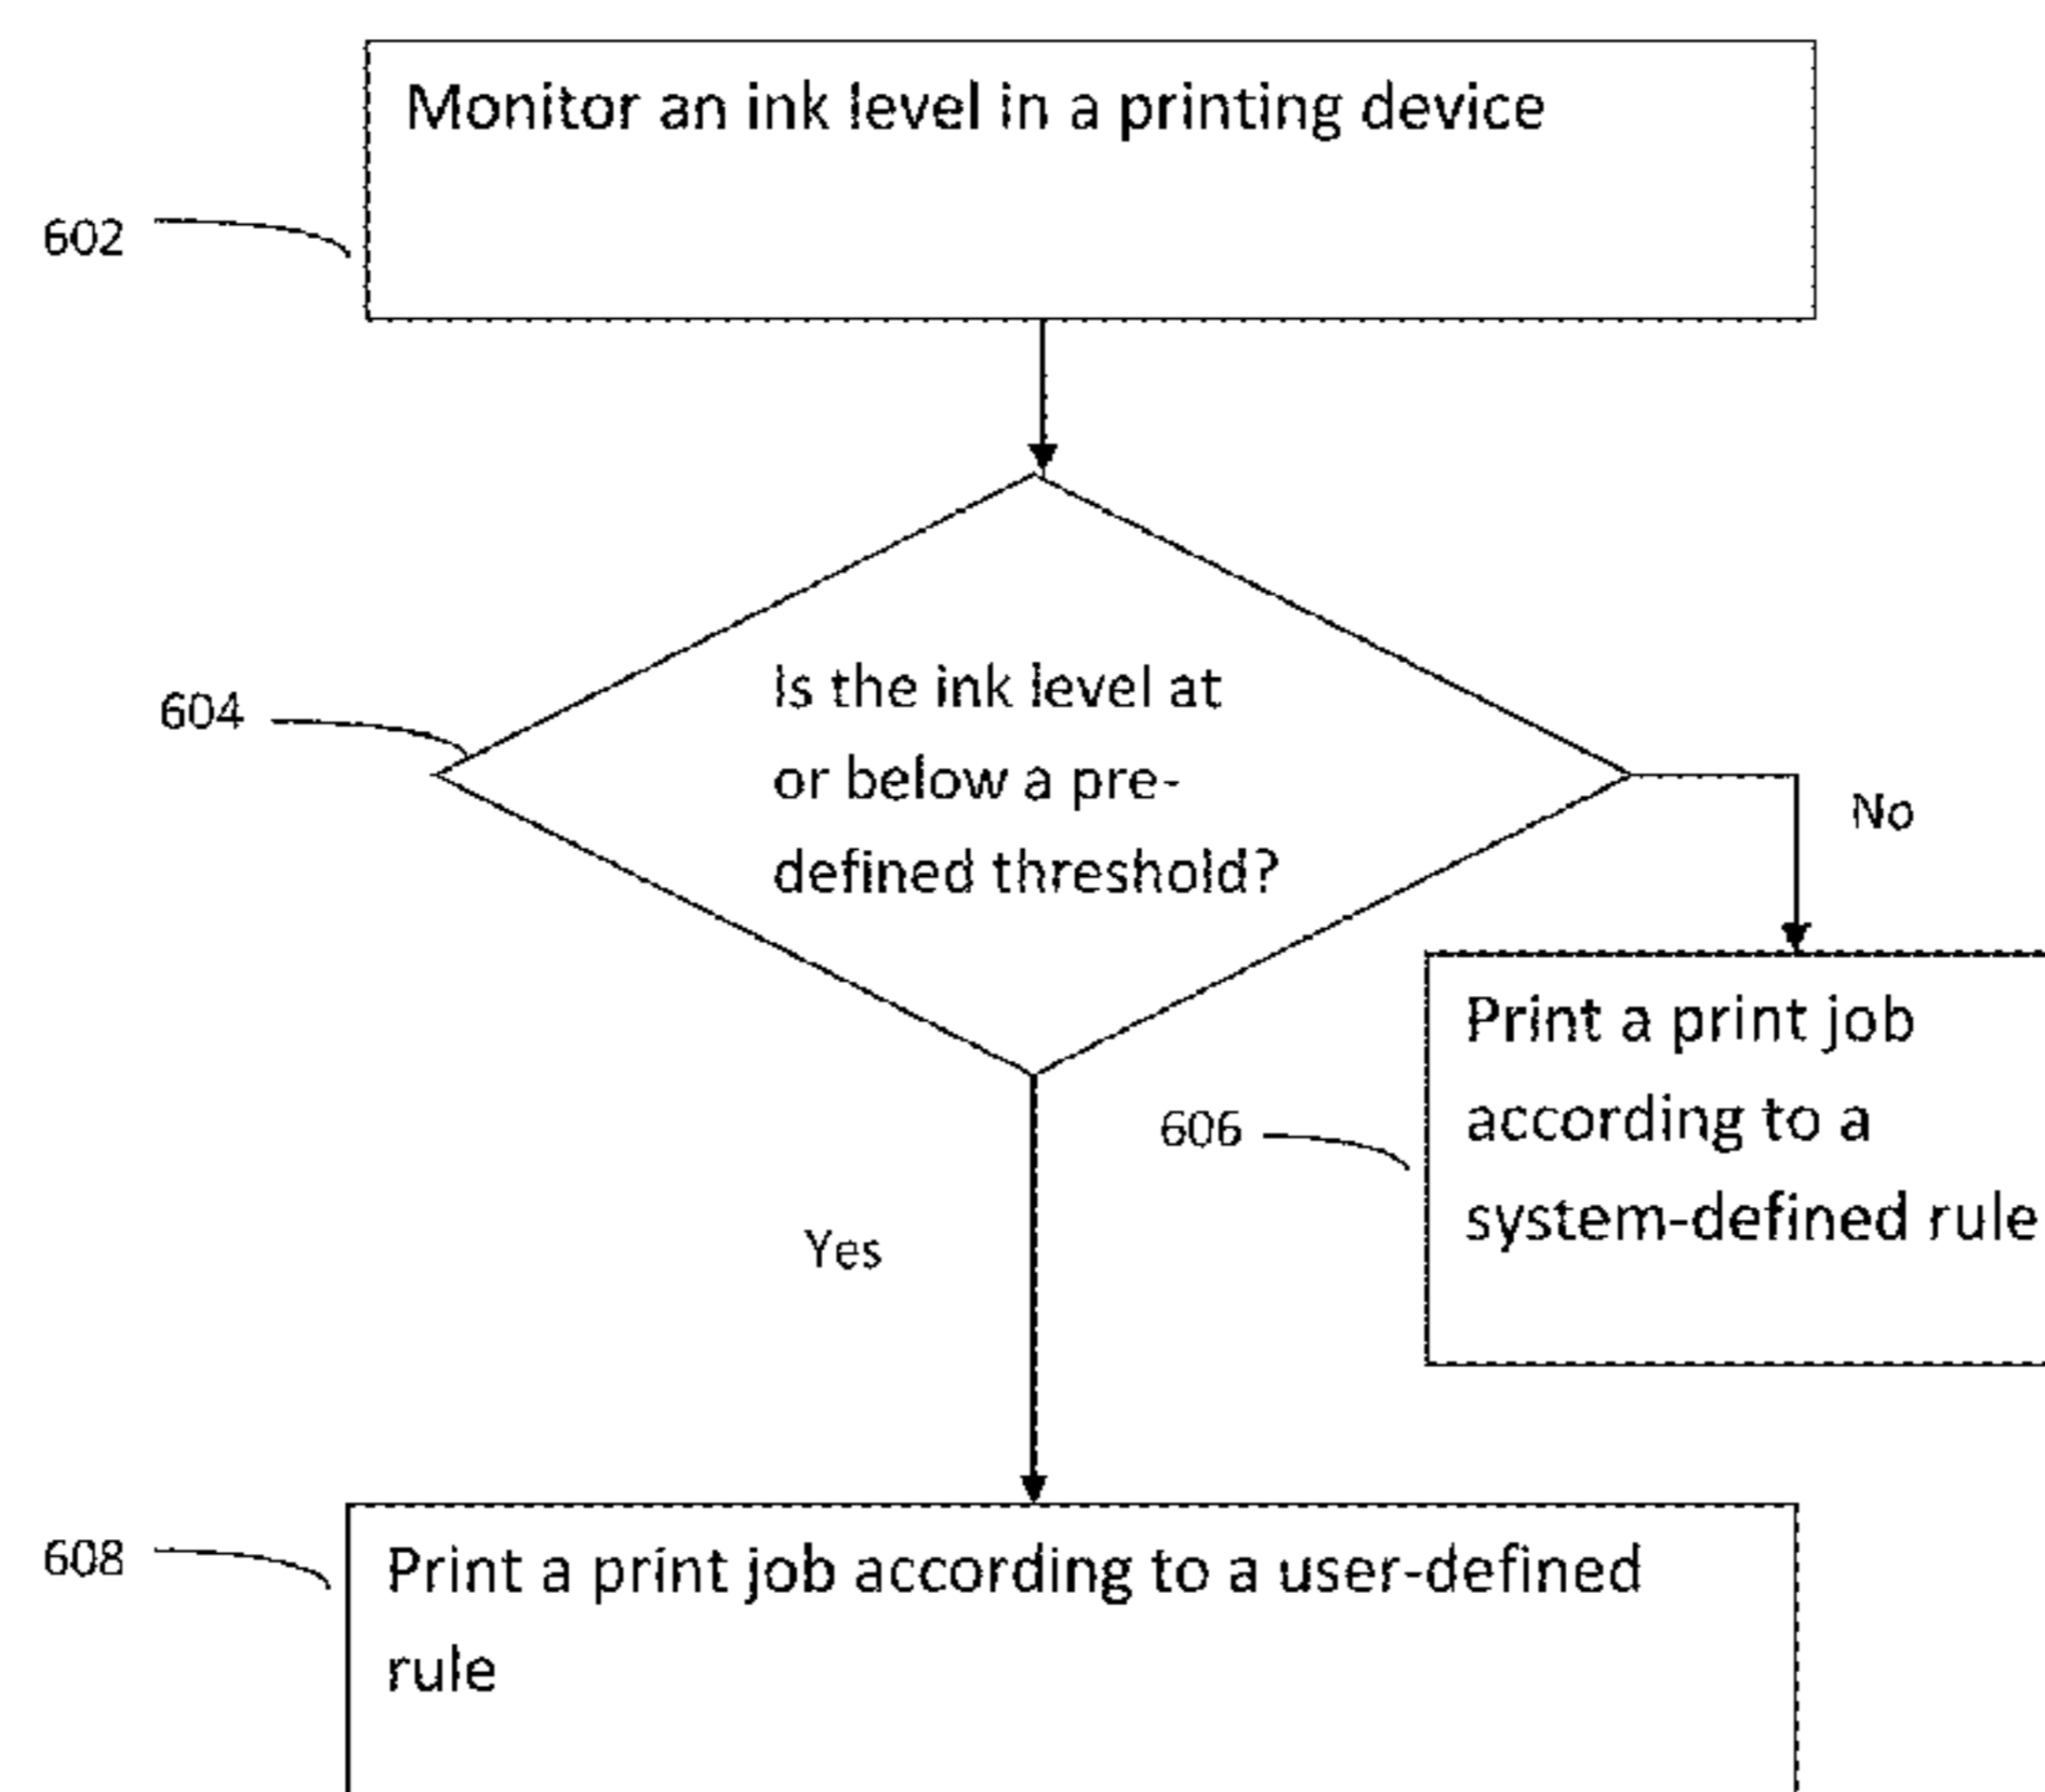 Monitor an ink level in a printing device
602
604
Is the ink level at
or below a pre-
defined threshold?
No
606
Print a print job
according to a
system-defined rule
Yes
608
Print a print job according to a user-defined
rule